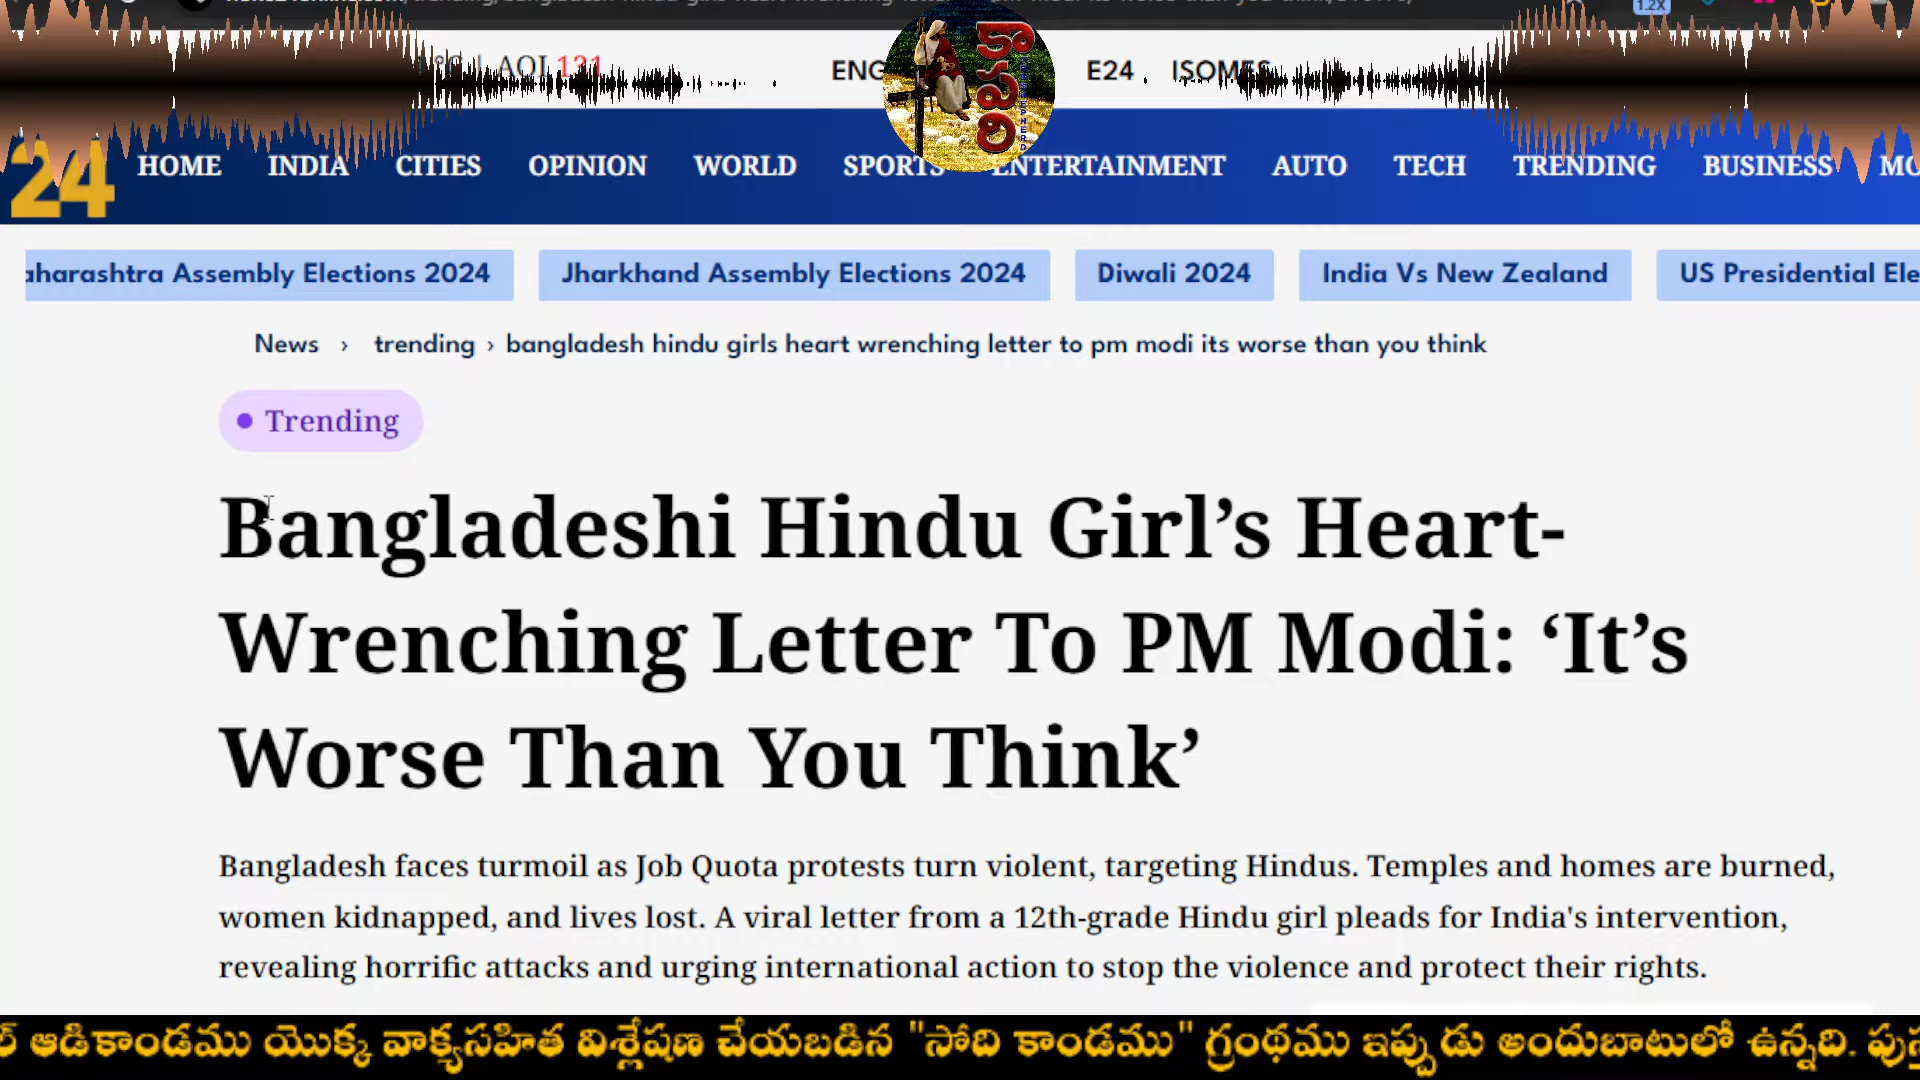 AQI 131
ENG
E24
ISOMES
1.2X
24
HOME INDIA CITIES OPINION WORLD SPORTS ENTERTAINMENT AUTO TECH TRENDING BUSINESS
aharashtra Assembly Elections 2024
Jharkhand Assembly Elections 2024
Diwali 2024
India Vs New Zealand
US Presidential Ele
News › trending › bangladesh hindu girls heart wrenching letter to pm modi its worse than you think
Trending
Bangladeshi Hindu Girl’s Heart-
Wrenching Letter To PM Modi: ‘It’s
Worse Than You Think’
Bangladesh faces turmoil as Job Quota protests turn violent, targeting Hindus. Temples and homes are burned,
women kidnapped, and lives lost. A viral letter from a 12th-grade Hindu girl pleads for India's intervention,
revealing horrific attacks and urging international action to stop the violence and protect their rights.
ఆడికాండము యొక్క వాక్యసహిత విశ్లేషణ చేయబడిన "సోది కాండము" గ్రంథము ఇప్పుడు అందుబాటులో ఉన్నది.